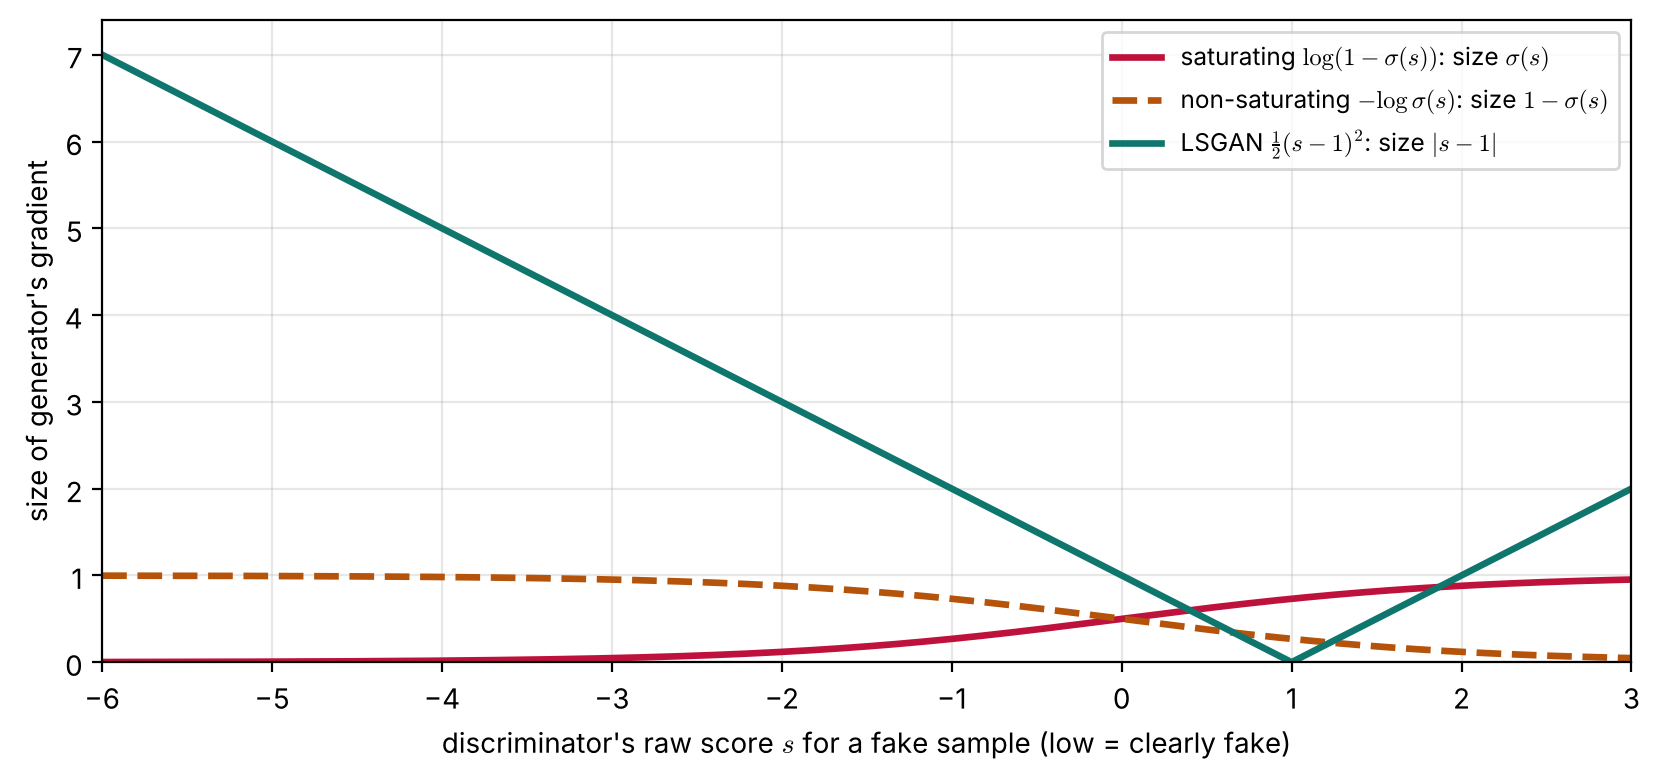 saturating log(1 − σ(s)): size σ(s)
non-saturating −log σ(s): size 1 − σ(s)
LSGAN ½(s − 1)²: size |s − 1|
size of generator's gradient
7
6
5
4
3
2
1
0
−6 −5 −4 −3 −2 −1 0 1 2 3
discriminator's raw score s for a fake sample (low = clearly fake)